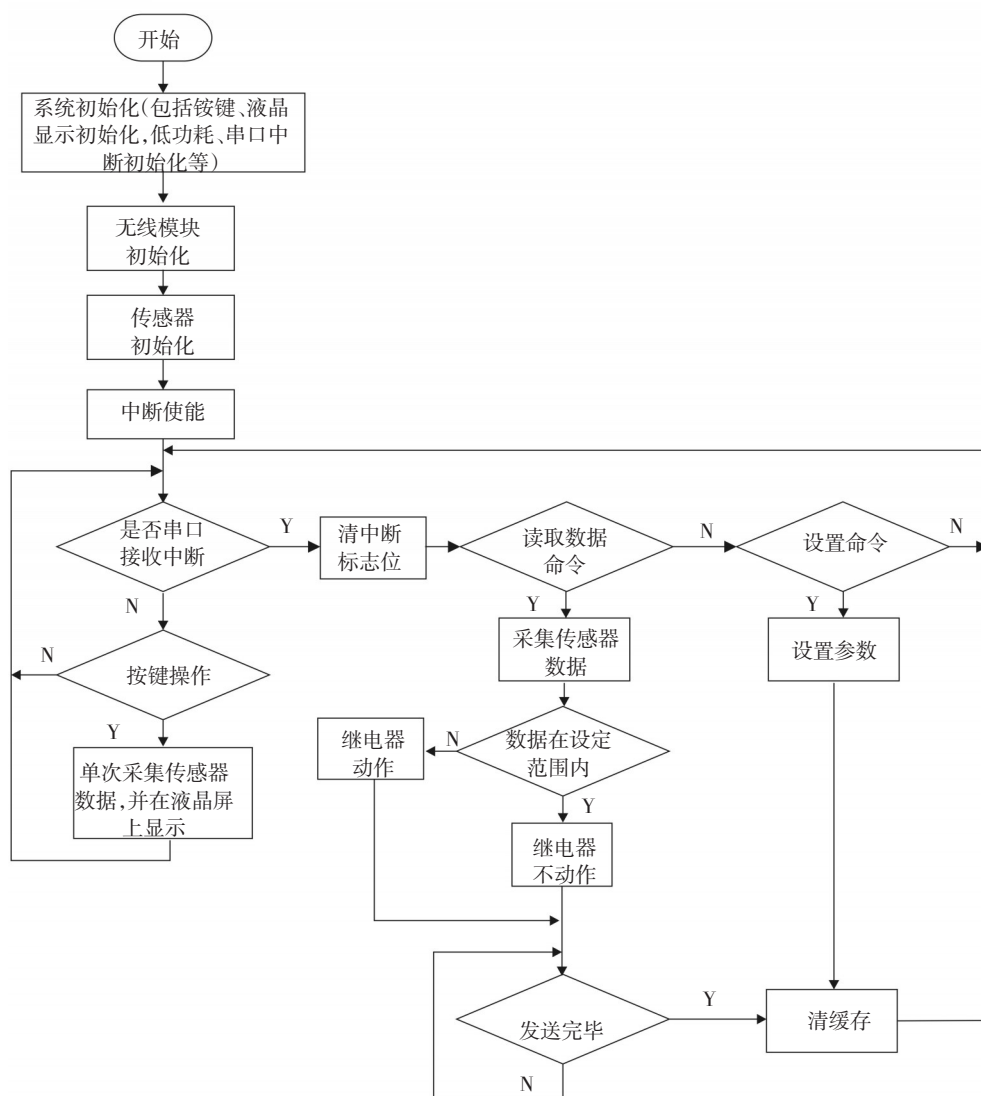 开始
系统初始化(包括铵键、液晶
显示初始化,低功耗、串口中
断初始化等)
无线模块
初始化
传感器
初始化
中断使能
是否串口
接收中断
Y
清中断
标志位
读取数据
命令
N
设置命令
N
N
Y
Y
按键操作
N
采集传感器
数据
设置参数
Y
单次采集传感器
数据,并在液晶屏
上显示
继电器
动作
N
数据在设定
范围内
Y
继电器
不动作
发送完毕
Y
清缓存
N